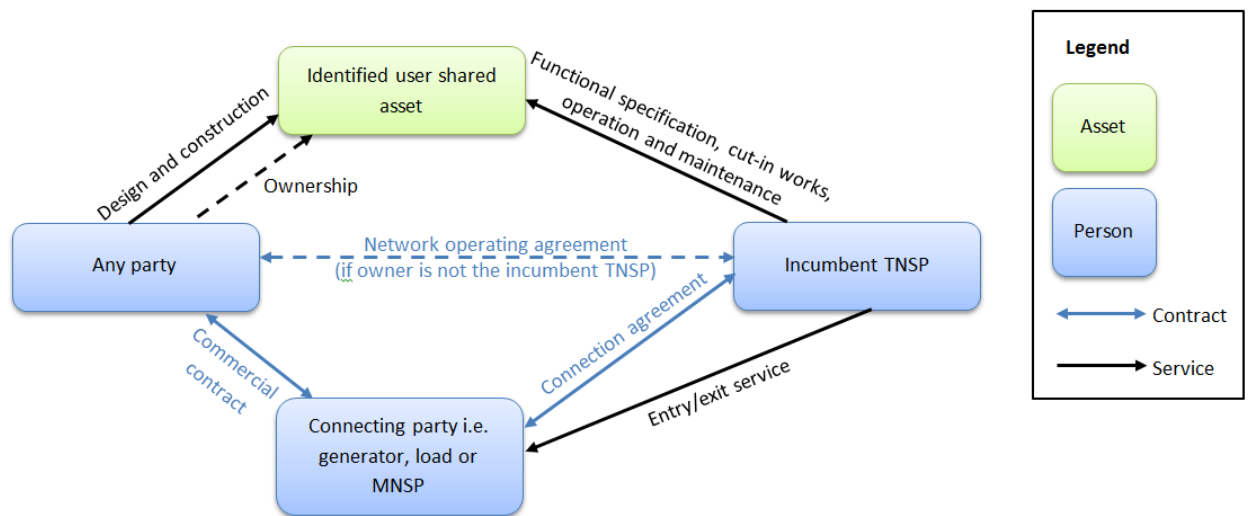 Identified user shared
asset
Design and construction
Ownership
Functional specification, cut-in works,
operation and maintenance
Any party
Network operating agreement
(if owner is not the incumbent TNSP)
Incumbent TNSP
Commercial
contract
Connection agreement
Entry/exit service
Connecting party i.e.
generator, load or
MNSP
Legend
Asset
Person
Contract
Service